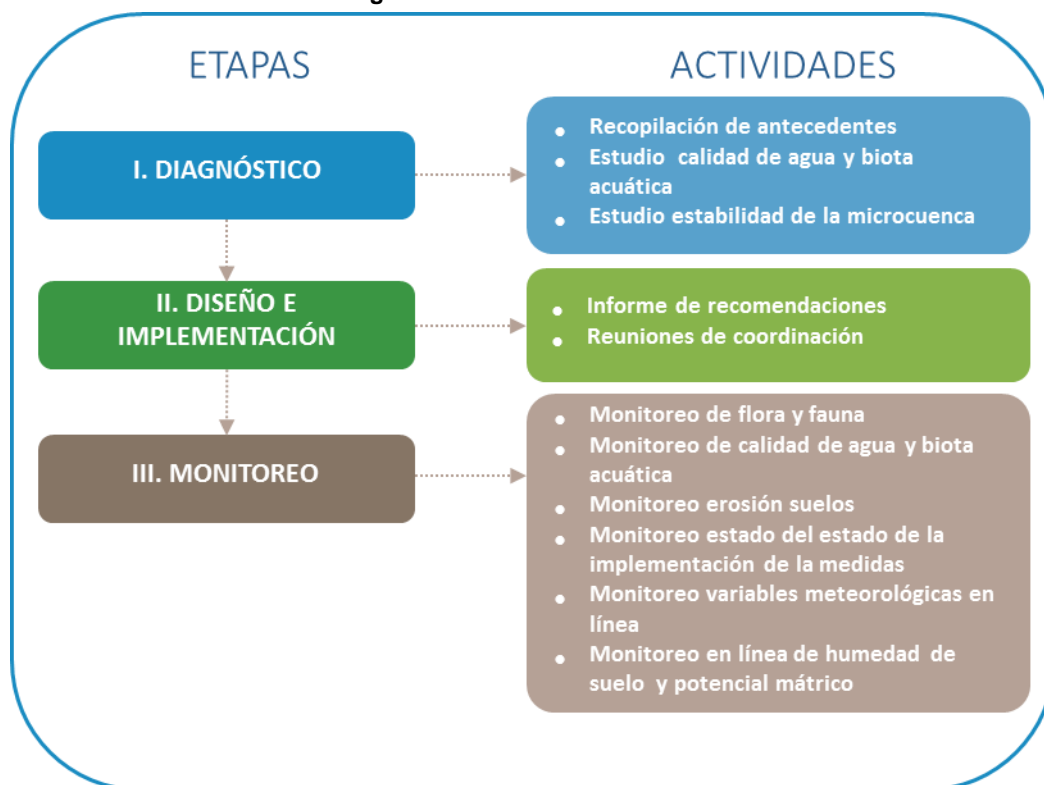 ETAPAS
ACTIVIDADES
I. DIAGNÓSTICO
• Recopilación de antecedentes
• Estudio calidad de agua y biota
acuática
• Estudio estabilidad de la microcuenca
II. DISEÑO E
IMPLEMENTACIÓN
• Informe de recomendaciones
• Reuniones de coordinación
III. MONITOREO
• Monitoreo de flora y fauna
• Monitoreo de calidad de agua y biota
acuática
• Monitoreo erosión suelos
• Monitoreo estado del estado de la
implementación de la medidas
• Monitoreo variables meteorológicas en
línea
• Monitoreo en línea de humedad de
suelo y potencial mátrico